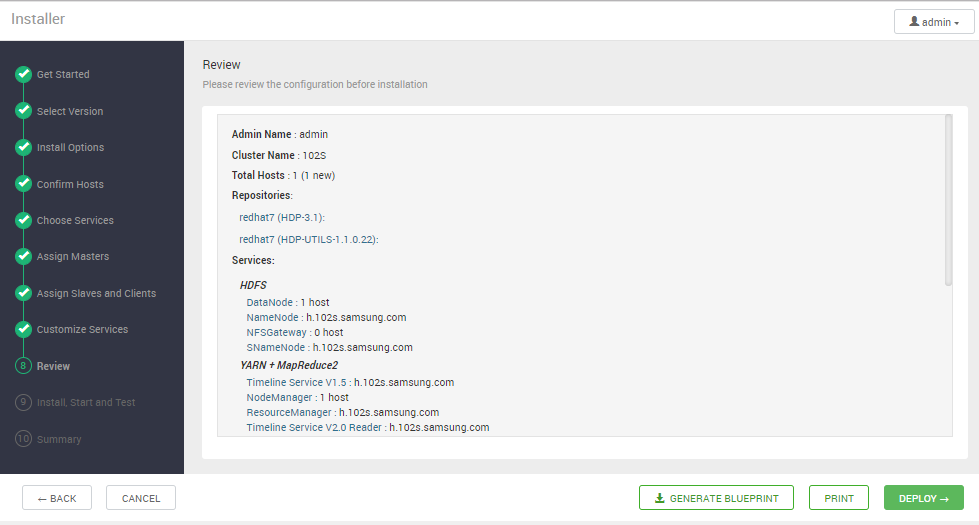 Installer
admin
Get Started
Select Version
Install Options
Confirm Hosts
Choose Services
Assign Masters
Assign Slaves and Clients
Customize Services
8 Review
9 Install, Start and Test
10 Summary
Review
Please review the configuration before installation
Admin Name : admin
Cluster Name : 102S
Total Hosts : 1 (1 new)
Repositories:
redhat7 (HDP-3.1):
redhat7 (HDP-UTILS-1.1.0.22):
Services:
HDFS
DataNode : 1 host
NameNode : h.102s.samsung.com
NFSGateway : 0 host
SNameNode : h.102s.samsung.com
YARN + MapReduce2
Timeline Service V1.5 : h.102s.samsung.com
NodeManager : 1 host
ResourceManager : h.102s.samsung.com
Timeline Service V2.0 Reader : h.102s.samsung.com
← BACK
CANCEL
GENERATE BLUEPRINT
PRINT
DEPLOY →